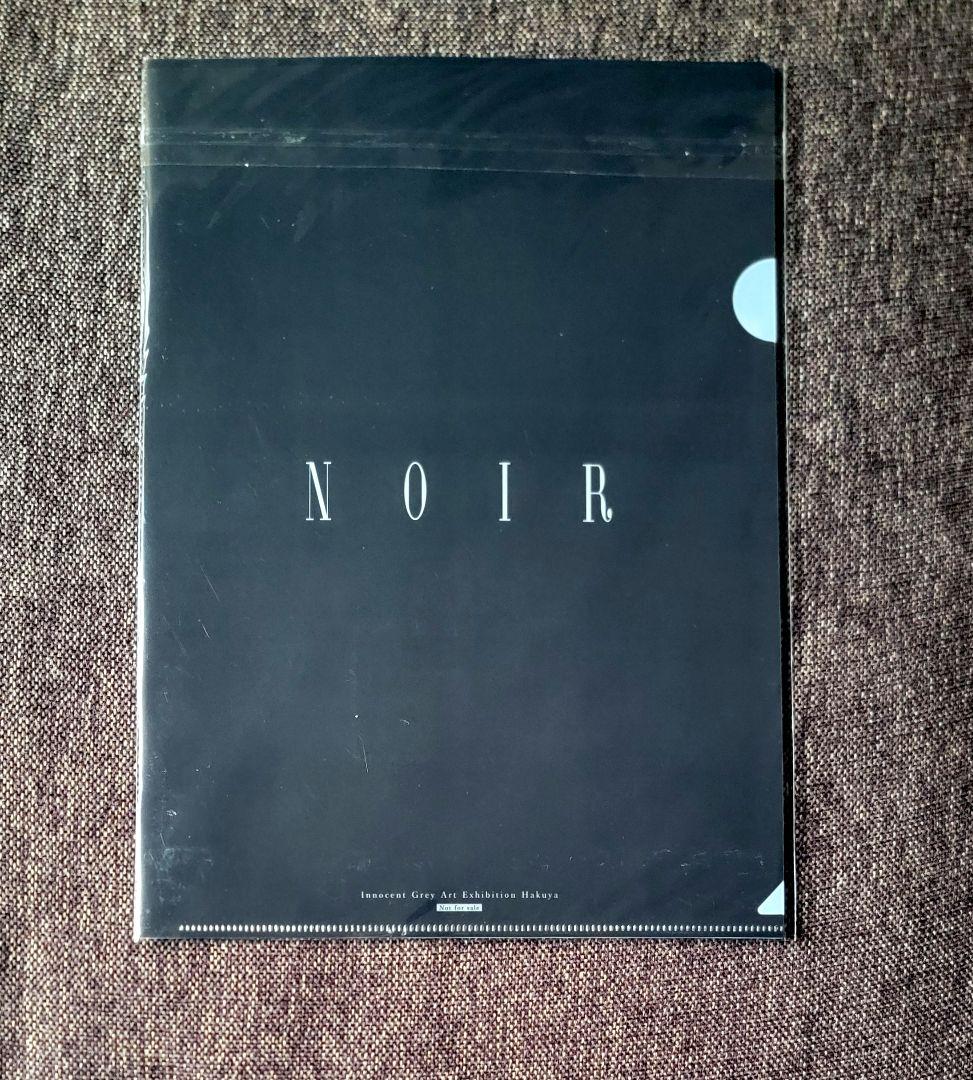 NOIR
Innocent Grey Art Exhibition Hakuya
Not for sale